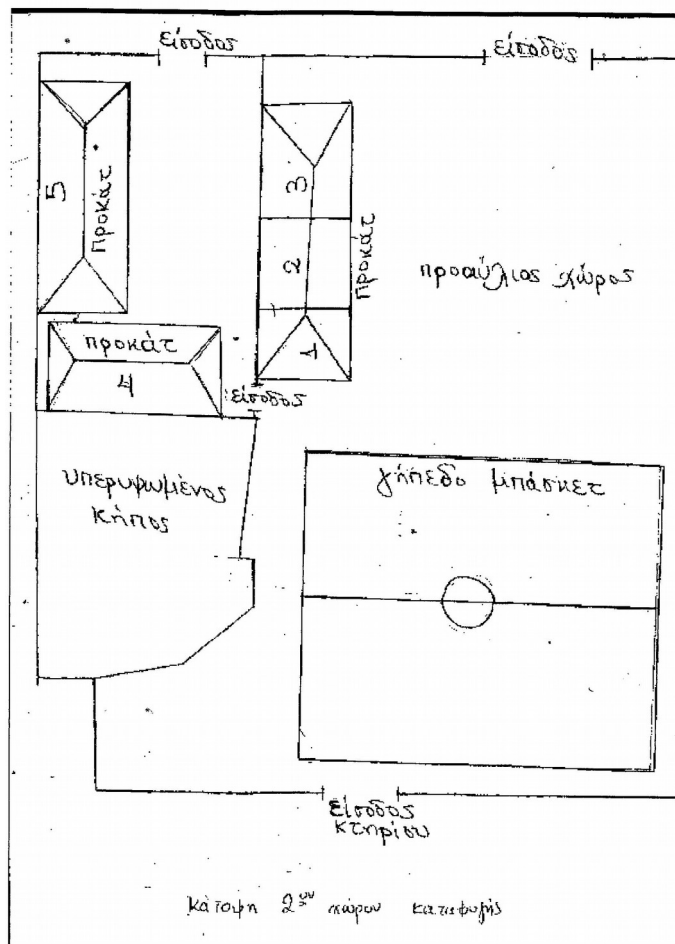 είσοδος
είσοδος
5
προκάτ
3
2
1
προκάτ
προαύλιος χώρος
προκάτ
4
είσοδος
υπερυψωμένος
κήπος
γήπεδο μπάσκετ
είσοδος
κτηρίου
κάτοψη 2ων χώρου καταφυγής